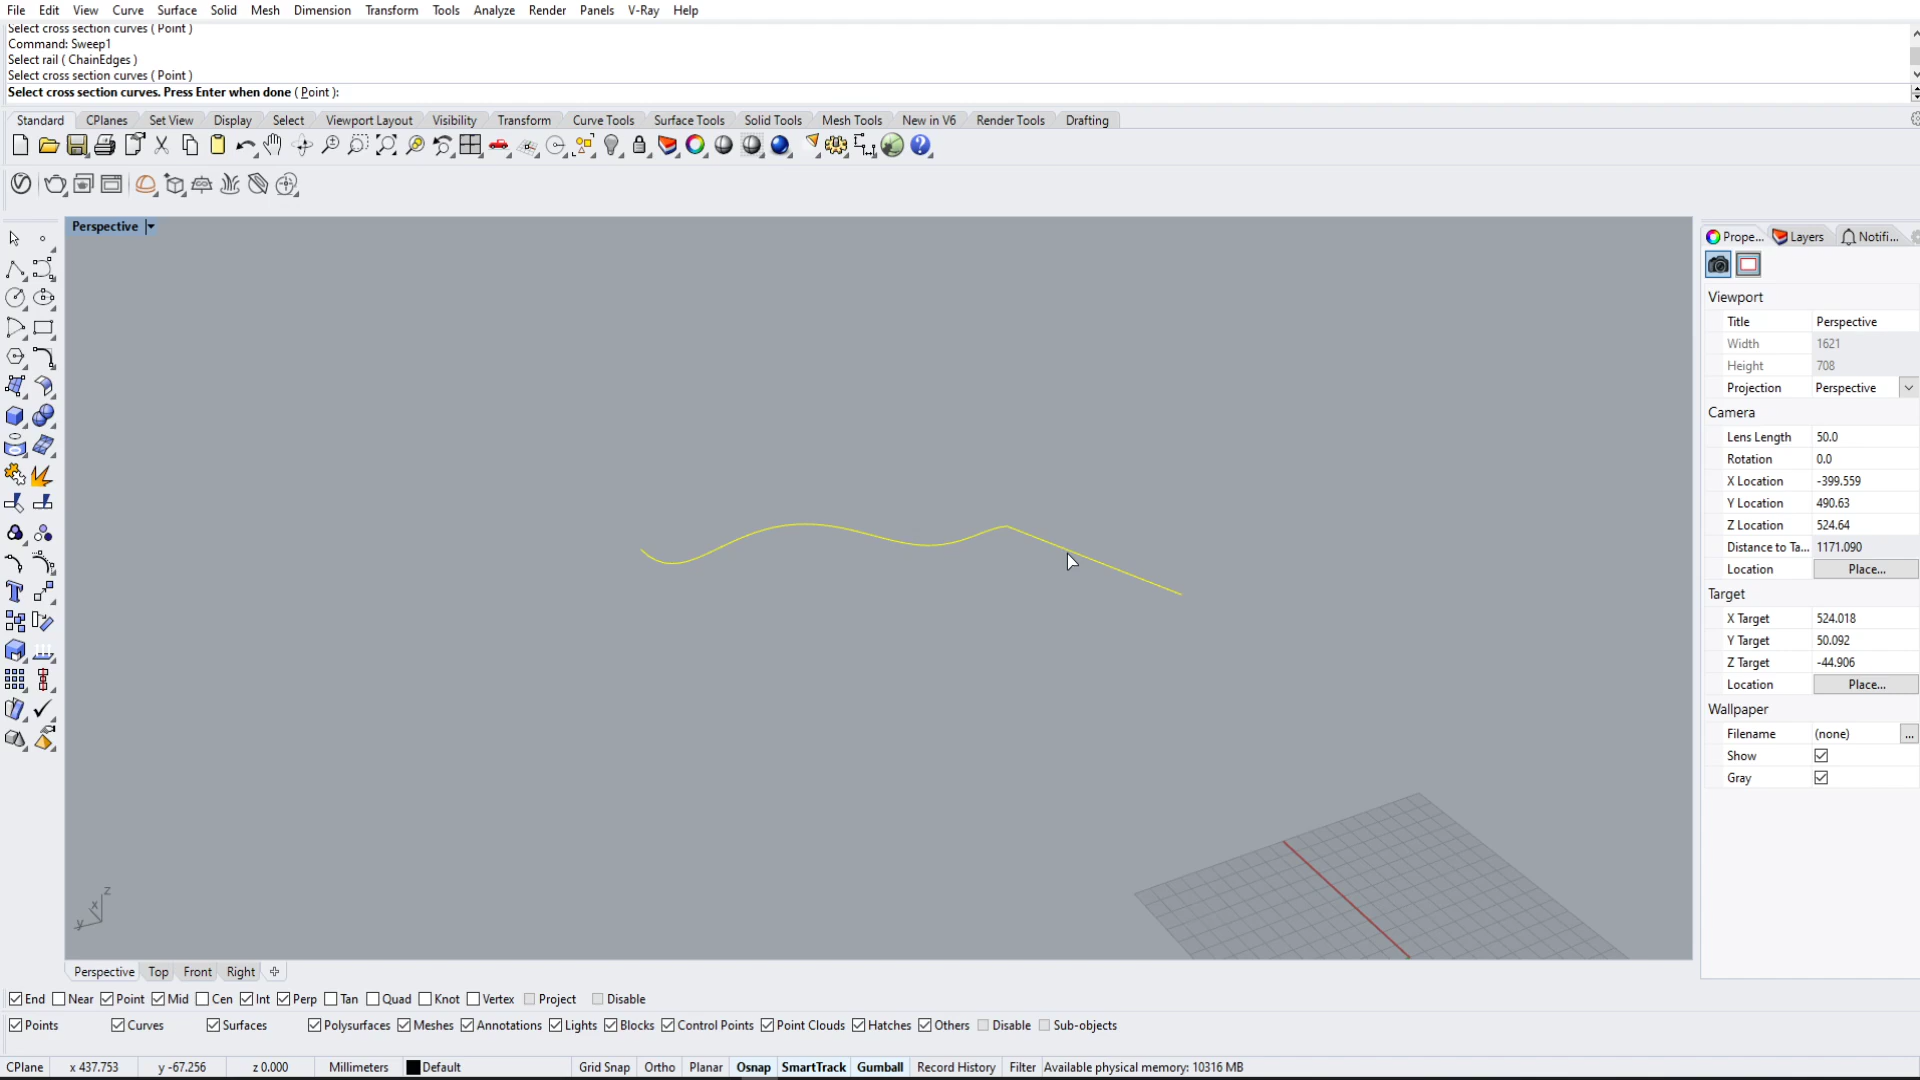 File Edit View Curve Surface Solid Mesh Dimension Transform Tools Analyze Render Panels V-Ray Help
Select cross section curves ( Point )
Command: Sweep1
Select rail ( ChainEdges )
Select cross section curves ( Point )
Select cross section curves. Press Enter when done ( Point ):
Standard CPlanes Set View Display Select Viewport Layout Visibility Transform Curve Tools Surface Tools Solid Tools Mesh Tools New in V6 Render Tools Drafting
Perspective
Prope... Layers Notifi...
Viewport
Title Perspective
Width 1621
Height 708
Projection Perspective
Camera
Lens Length 50.0
Rotation 0.0
X Location -399.559
Y Location 490.63
Z Location 524.64
Distance to Ta... 1171.090
Location Place...
Target
X Target 524.018
Y Target 50.092
Z Target -44.906
Location Place...
Wallpaper
Filename (none) ...
Show
Gray
z
x
y
Perspective Top Front Right
End Near Point Mid Cen Int Perp Tan Quad Knot Vertex Project Disable
Points Curves Surfaces Polysurfaces Meshes Annotations Lights Blocks Control Points Point Clouds Hatches Others Disable Sub-objects
CPlane x 437.753 y -67.256 z 0.000 Millimeters Default Grid Snap Ortho Planar Osnap SmartTrack Gumball Record History Filter Available physical memory: 10316 MB